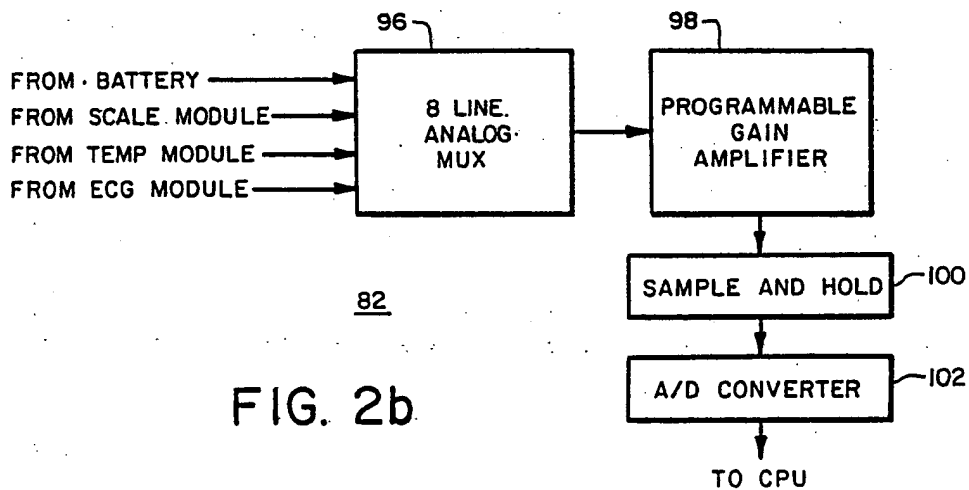 96
98
FROM BATTERY
FROM SCALE MODULE
FROM TEMP MODULE
FROM ECG MODULE
8 LINE
ANALOG
MUX
PROGRAMMABLE
GAIN
AMPLIFIER
SAMPLE AND HOLD
100
82
A/D CONVERTER
102
FIG. 2b
TO CPU